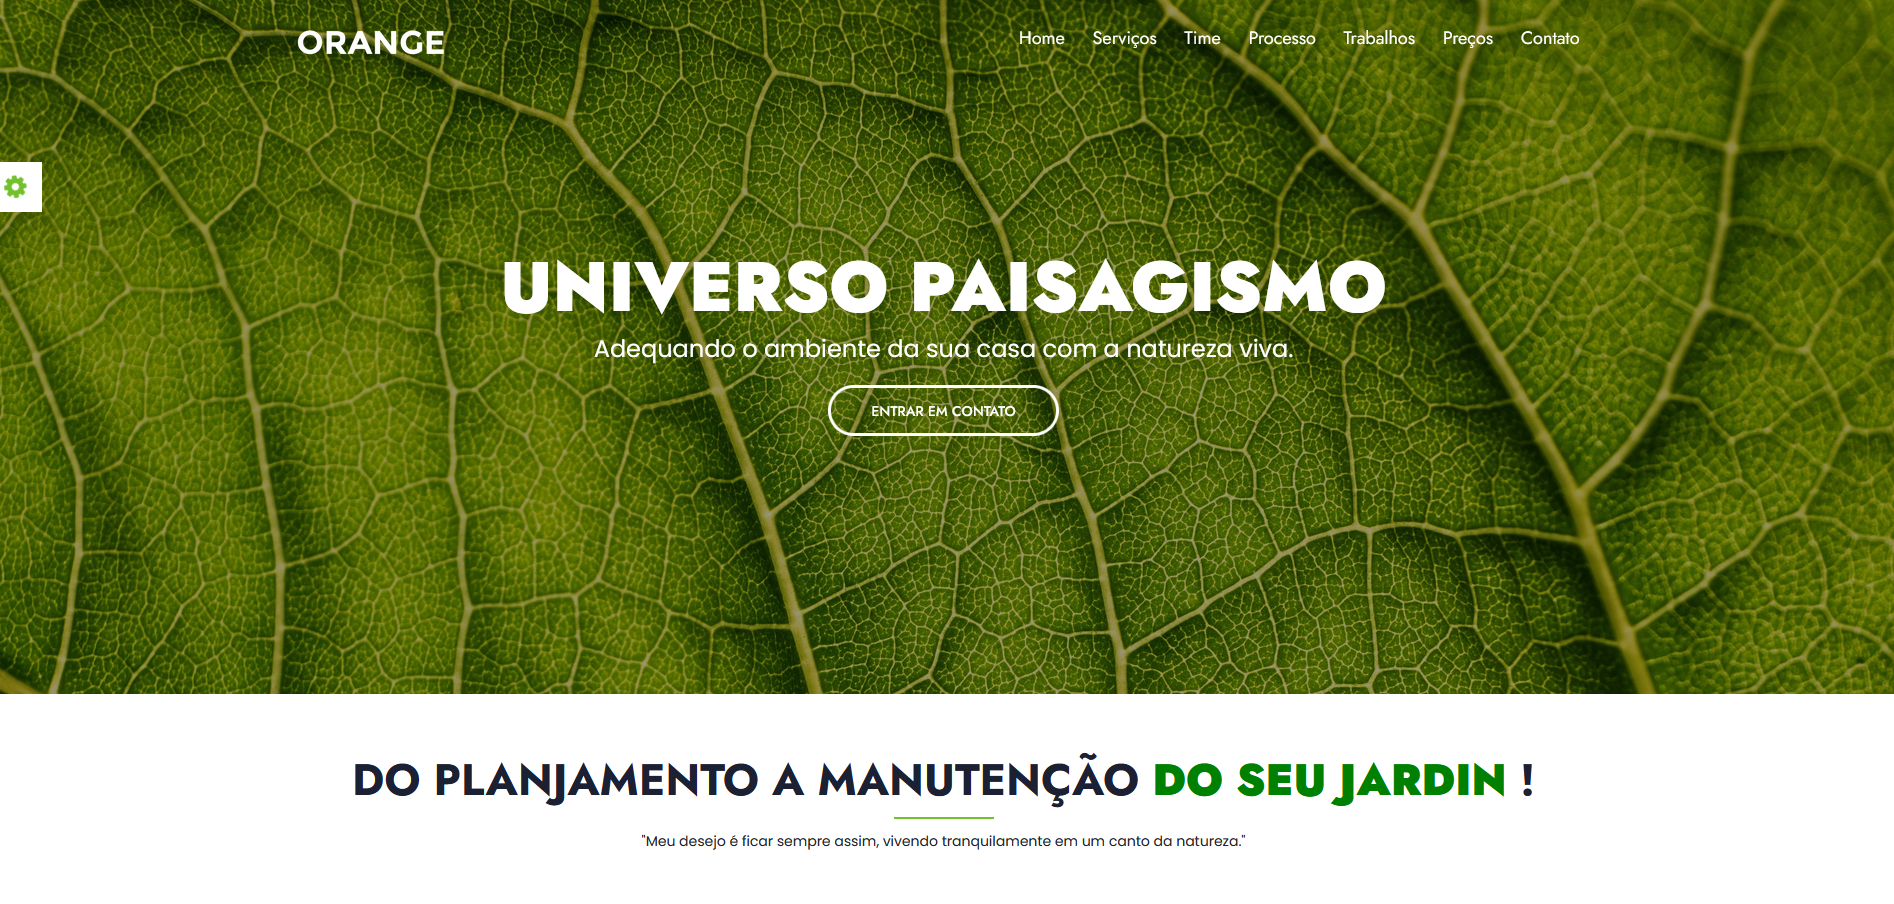 ORANGE
Home Serviços Time Processo Trabalhos Preços Contato
UNIVERSO PAISAGISMO
Adequando o ambiente da sua casa com a natureza viva.
ENTRAR EM CONTATO
DO PLANJAMENTO A MANUTENÇÃO DO SEU JARDIN !
"Meu desejo é ficar sempre assim, vivendo tranquilamente em um canto da natureza."